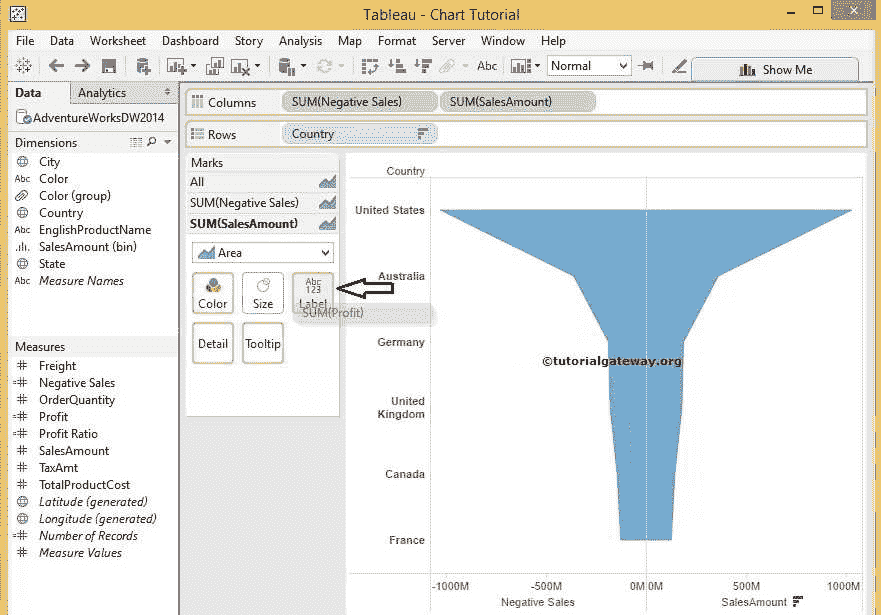 Tableau - Chart Tutorial
File Data Worksheet Dashboard Story Analysis Map Format Server Window Help
Abc Normal Show Me
Data Analytics
AdventureWorksDW2014
Dimensions
City
Abc Color
Color (group)
Country
Abc EnglishProductName
SalesAmount (bin)
State
Abc Measure Names
Measures
Freight
Negative Sales
OrderQuantity
Profit
Profit Ratio
SalesAmount
TaxAmt
TotalProductCost
Latitude (generated)
Longitude (generated)
Number of Records
Measure Values
Columns SUM(Negative Sales) SUM(SalesAmount)
Rows Country
Marks
All
SUM(Negative Sales)
SUM(SalesAmount)
Area
Color Size Abc 123 Label
SUM(Profit)
Detail Tooltip
Country
United States
Australia
Germany
United
Kingdom
Canada
France
©tutorialgateway.org
-1000M -500M 0M 0M 500M 1000M
Negative Sales SalesAmount